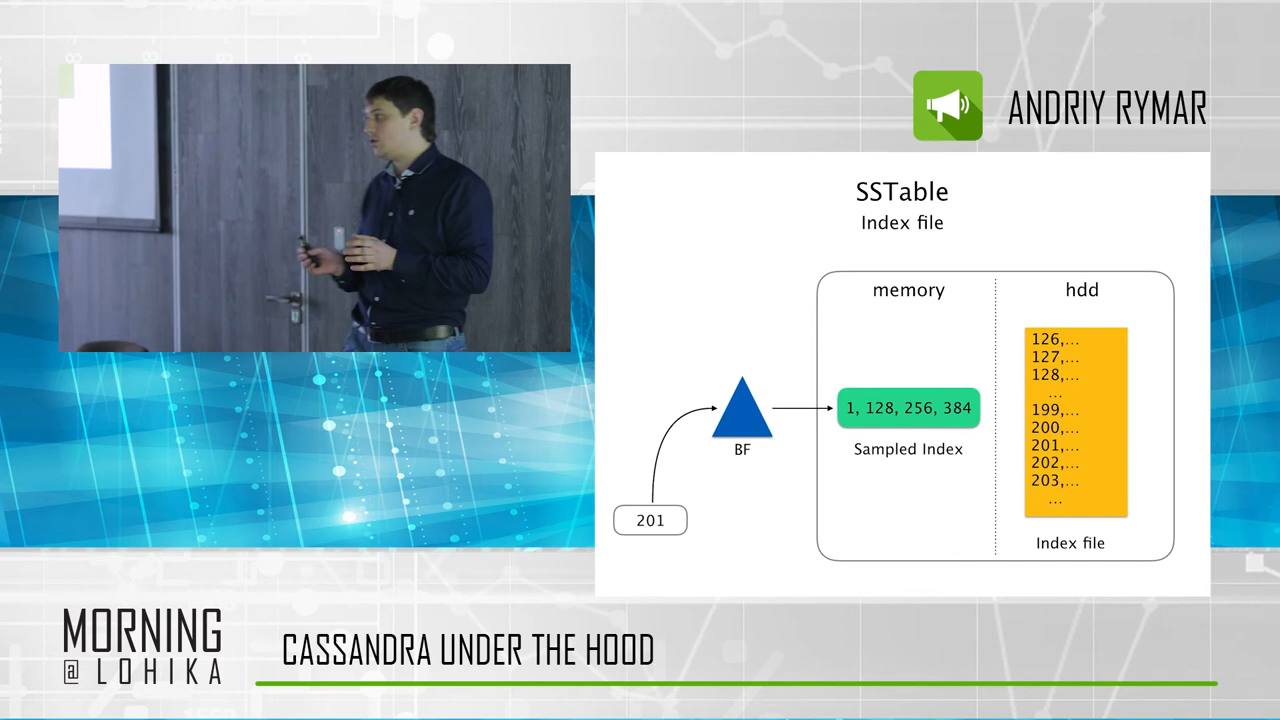 ANDRIY RYMAR
SSTable
Index file
memory
hdd
126,...
127,...
128,...
...
199,...
200,...
201,...
202,...
203,...
...
1, 128, 256, 384
Sampled Index
BF
201
Index file
MORNING
@ LOHIKA
CASSANDRA UNDER THE HOOD